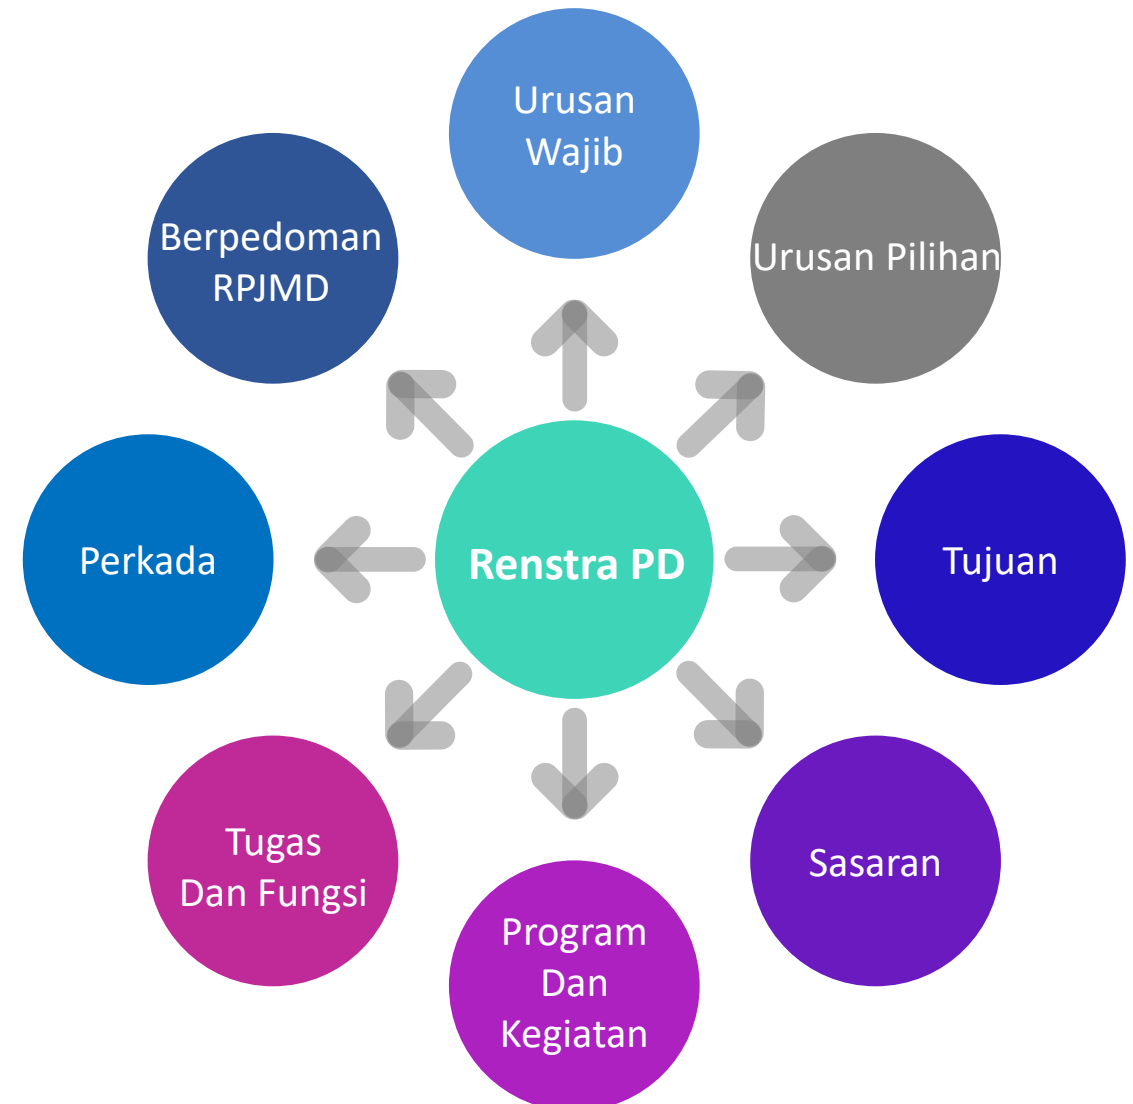 Urusan
Wajib
Berpedoman
RPJMD
Urusan Pilihan
Perkada
Renstra PD
Tujuan
Tugas
Dan Fungsi
Sasaran
Program
Dan
Kegiatan